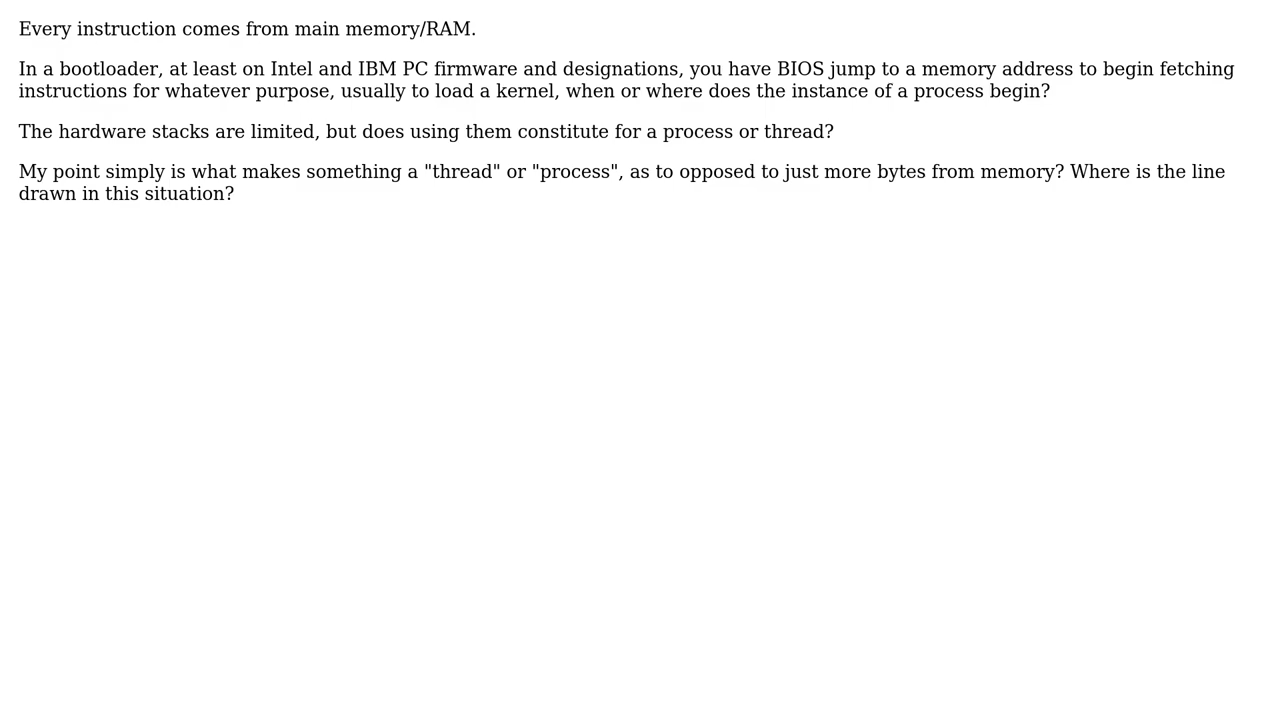 Every instruction comes from main memory/RAM.
In a bootloader, at least on Intel and IBM PC firmware and designations, you have BIOS jump to a memory address to begin fetching
instructions for whatever purpose, usually to load a kernel, when or where does the instance of a process begin?
The hardware stacks are limited, but does using them constitute for a process or thread?
My point simply is what makes something a "thread" or "process", as to opposed to just more bytes from memory? Where is the line
drawn in this situation?